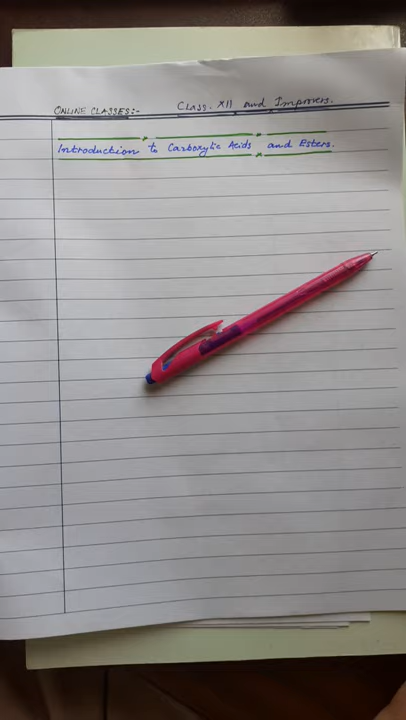 ONLINE CLASSES:- Class- XII and Improvers.
Introduction to Carboxylic Acids and Esters.